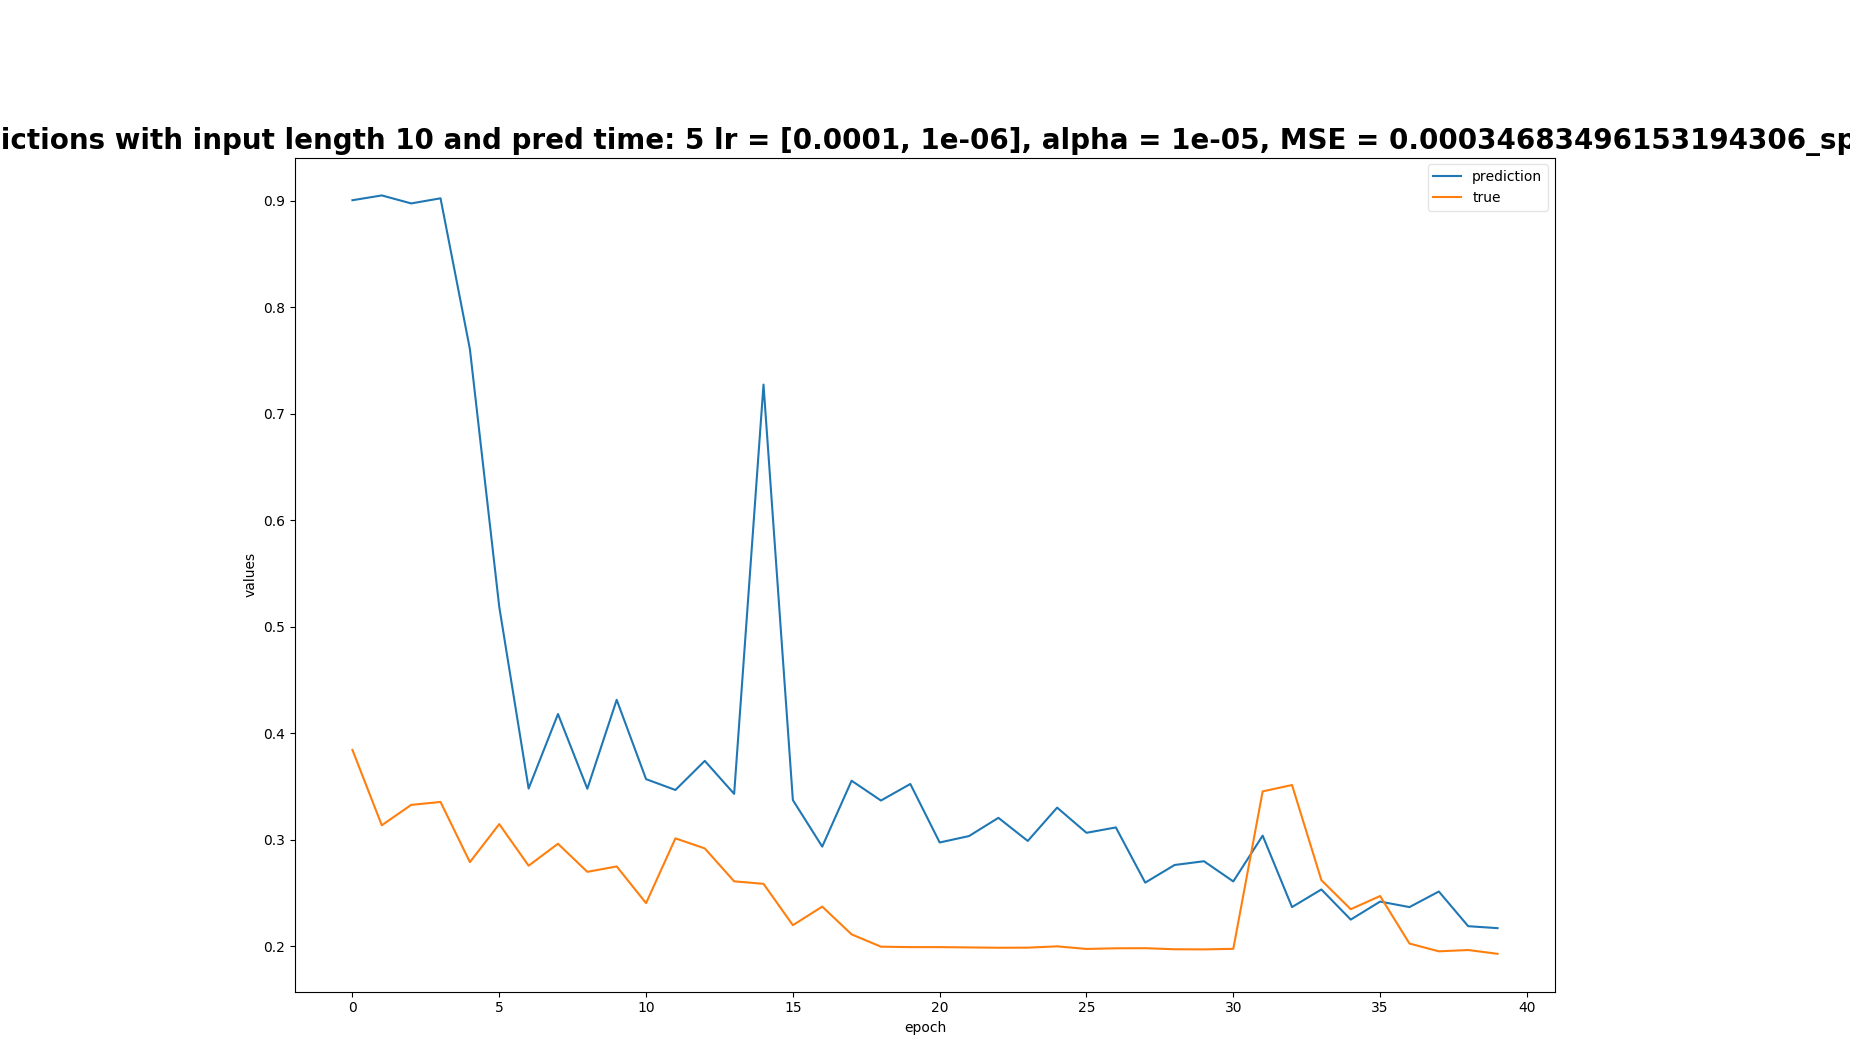 ictions with input length 10 and pred time: 5 lr = [0.0001, 1e-06], alpha = 1e-05, MSE = 0.00034683496153194306_sp
prediction
true
0.9
0.8
0.7
0.6
0.5
0.4
0.3
0.2
values
0 5 10 15 20 25 30 35 40
epoch